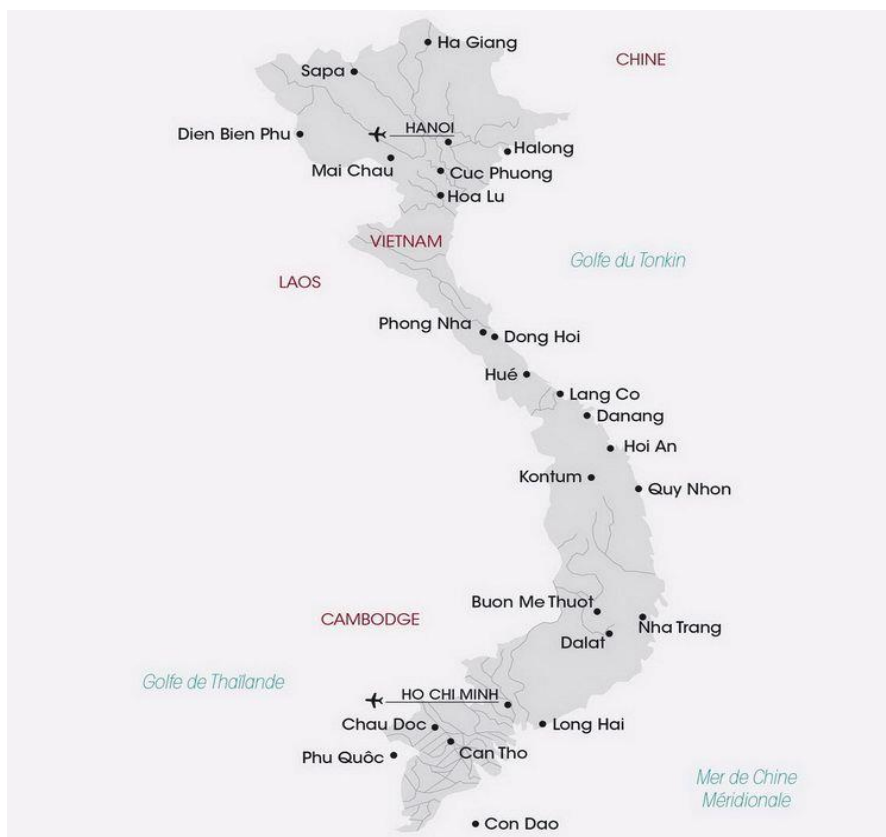 Ha Giang
CHINE
Sapa
HANOI
Dien Bien Phu
Halong
Mai Chau
Cuc Phuong
Hoa Lu
VIETNAM
Golfe du Tonkin
LAOS
Phong Nha
Dong Hoi
Hué
Lang Co
Danang
Hoi An
Kontum
Quy Nhon
Buon Me Thuot
CAMBODGE
Nha Trang
Dalat
Golfe de Thaïlande
HO CHI MINH
Chau Doc
Long Hai
Can Tho
Phu Quôc
Mer de Chine
Méridionale
Con Dao